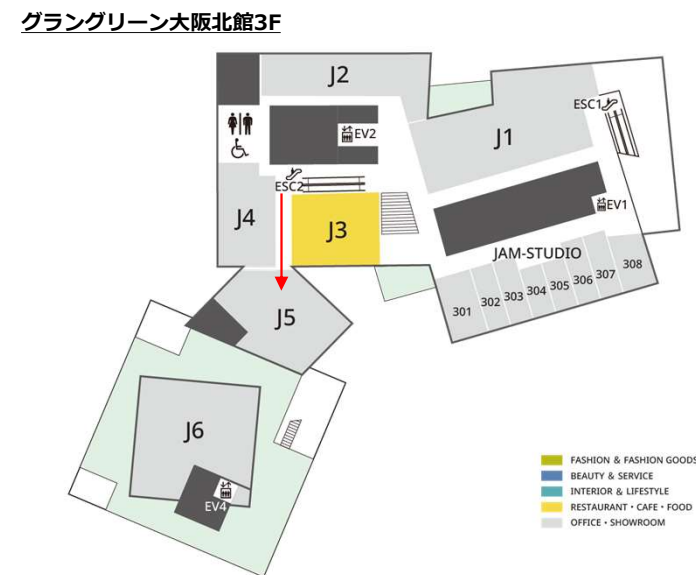 グラングリーン大阪北館3F
J2
ESC1
J1
EV2
ESC2
EV1
J4
J3
JAM-STUDIO
308
307
306
305
304
303
302
301
J5
J6
EV4
FASHION & FASHION GOODS
BEAUTY & SERVICE
INTERIOR & LIFESTYLE
RESTAURANT・CAFE・FOOD
OFFICE・SHOWROOM